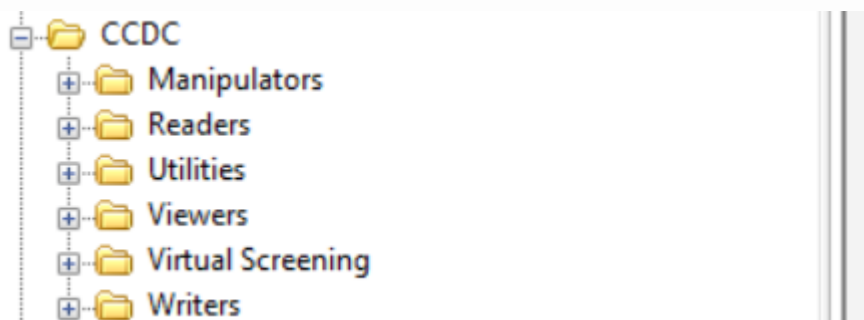 CCDC
Manipulators
Readers
Utilities
Viewers
Virtual Screening
Writers